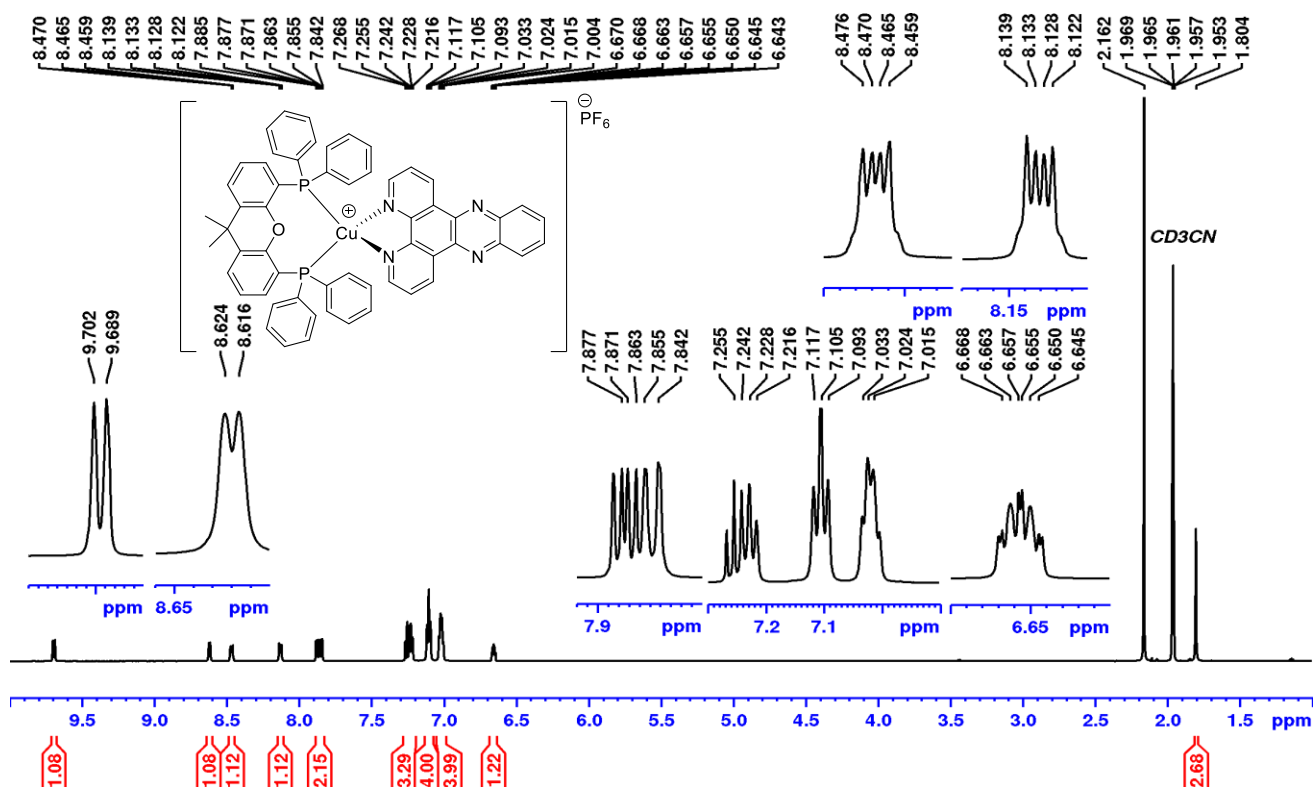 8.470 8.465 8.459 8.139 8.133 8.128 8.122 7.885 7.877 7.871 7.863 7.855 7.842 7.268 7.255 7.242 7.228 7.216 7.117 7.105 7.093 7.033 7.024 7.015 7.004 6.670 6.668 6.663 6.657 6.655 6.650 6.645 6.643
8.476 8.470 8.465 8.459
8.139 8.133 8.128 8.122
2.162 1.969 1.965 1.961 1.957 1.953 1.804
⊖
PF6
P
N
N
O
Cu
⊕
N
N
P
CD3CN
ppm
8.15 ppm
9.702 9.689
8.624 8.616
7.877 7.871 7.863 7.855 7.842
7.255 7.242 7.228 7.216 7.117 7.105 7.093 7.033 7.024 7.015
6.668 6.663 6.657 6.655 6.650 6.645
ppm
8.65 ppm
7.9 ppm
7.2 7.1 ppm
6.65 ppm
9.5 9.0 8.5 8.0 7.5 7.0 6.5 6.0 5.5 5.0 4.5 4.0 3.5 3.0 2.5 2.0 1.5 ppm
1.08 1.08 1.12 1.12 2.15 3.29 4.00 3.99 1.22 2.68